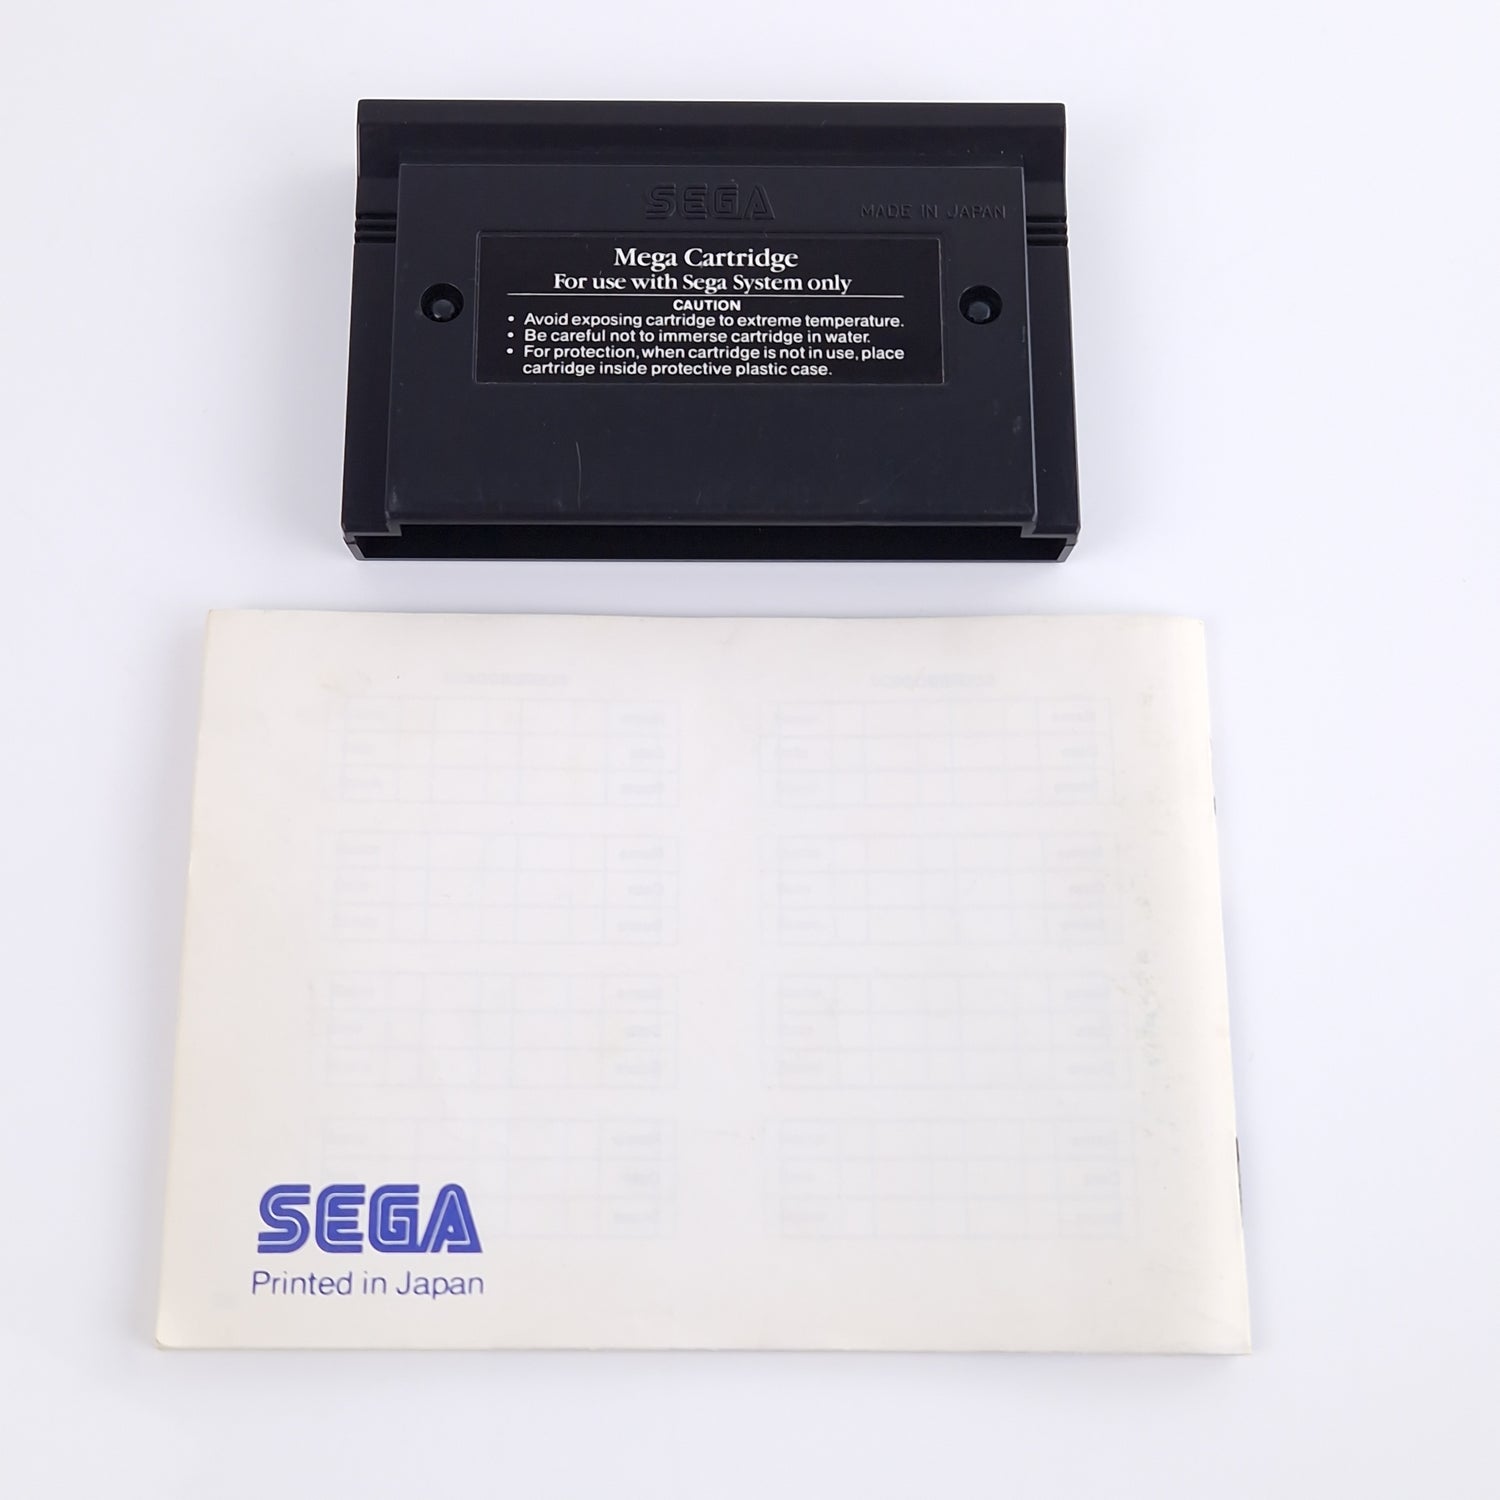 SEGA
MADE IN JAPAN
Mega Cartridge
For use with Sega System only
CAUTION
• Avoid exposing cartridge to extreme temperature.
• Be careful not to immerse cartridge in water.
• For protection, when cartridge is not in use, place
cartridge inside protective plastic case.
SEGA
Printed in Japan